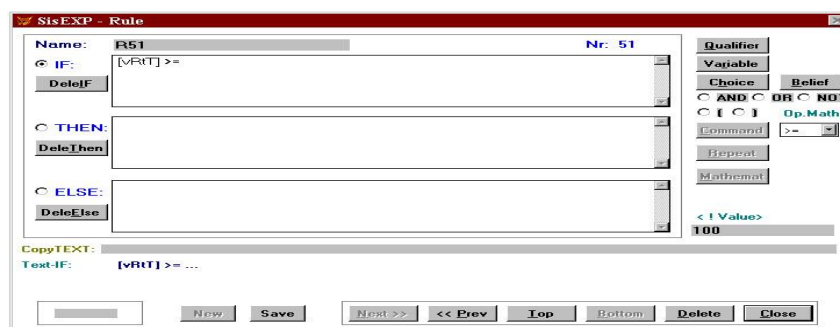 SisEXP - Rule
Name: R51 Nr: 51
IF: [vRtT] >=
DeleIF
THEN:
DeleThen
ELSE:
DeleElse
Qualifier
Variable
Choice Belief
AND OR NOT
[ ] Op.Math
Command >=
Repeat
Mathemat
< ! Value>
100
CopyTEXT:
Text-IF: [vRtT] >= ...
New Save Next >> << Prev Top Bottom Delete Close